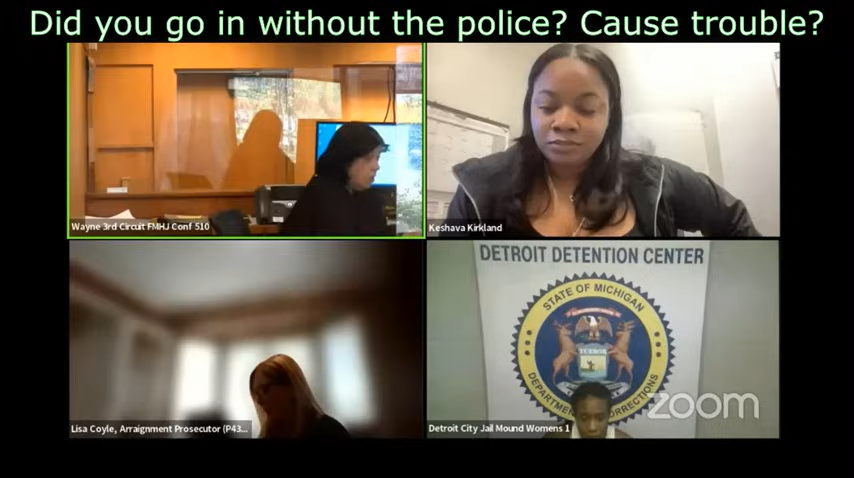 Did you go in without the police? Cause trouble?
Wayne 3rd Circuit FMHJ Conf 510
Keshava Kirkland
DETROIT DETENTION CENTER
STATE OF MICHIGAN
TUEBOR
DEPARTMENT CORRECTIONS
zoom
Lisa Coyle, Arraignment Prosecutor (P43...
Detroit City Jail Mound Womens 1